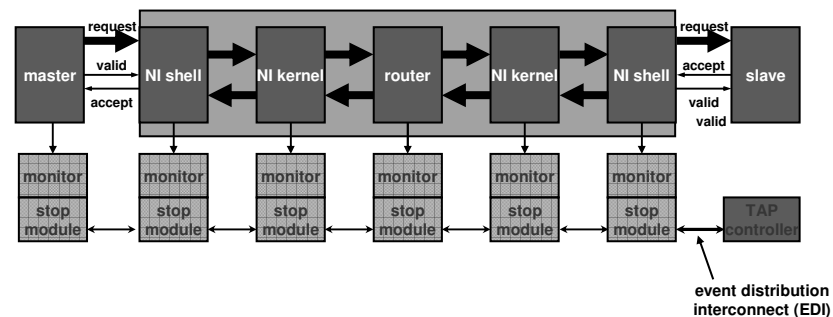 request
request
valid
accept
master
NI shell
NI kernel
router
NI kernel
NI shell
slave
accept
valid
valid
monitor
monitor
monitor
monitor
monitor
monitor
stop
module
stop
module
stop
module
stop
module
stop
module
stop
module
TAP
controller
event distribution
interconnect (EDI)